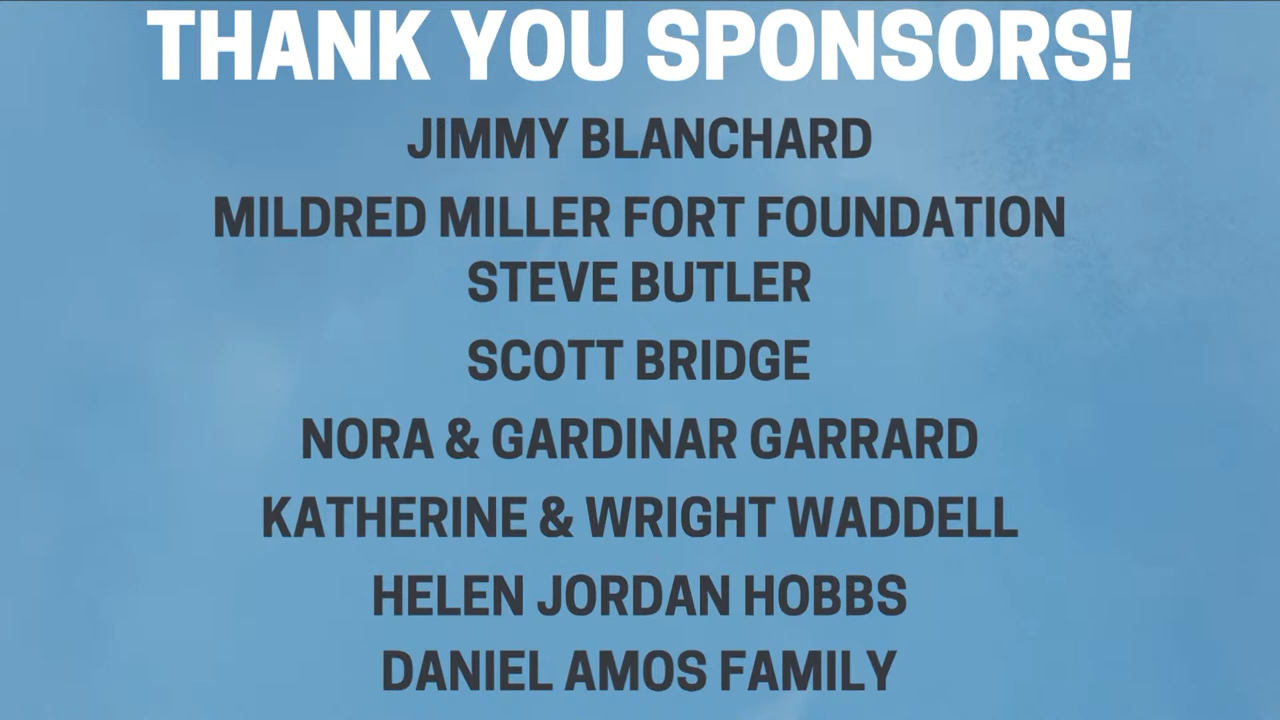 THANK YOU SPONSORS!
JIMMY BLANCHARD
MILDRED MILLER FORT FOUNDATION
STEVE BUTLER
SCOTT BRIDGE
NORA & GARDINAR GARRARD
KATHERINE & WRIGHT WADDELL
HELEN JORDAN HOBBS
DANIEL AMOS FAMILY